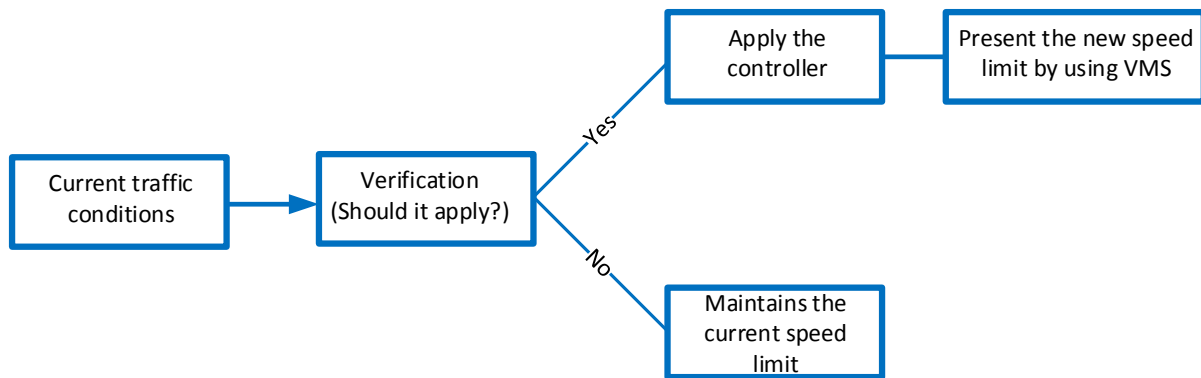 Current traffic
conditions
Verification
(Should it apply?)
Yes
Apply the
controller
Present the new speed
limit by using VMS
No
Maintains the
current speed
limit